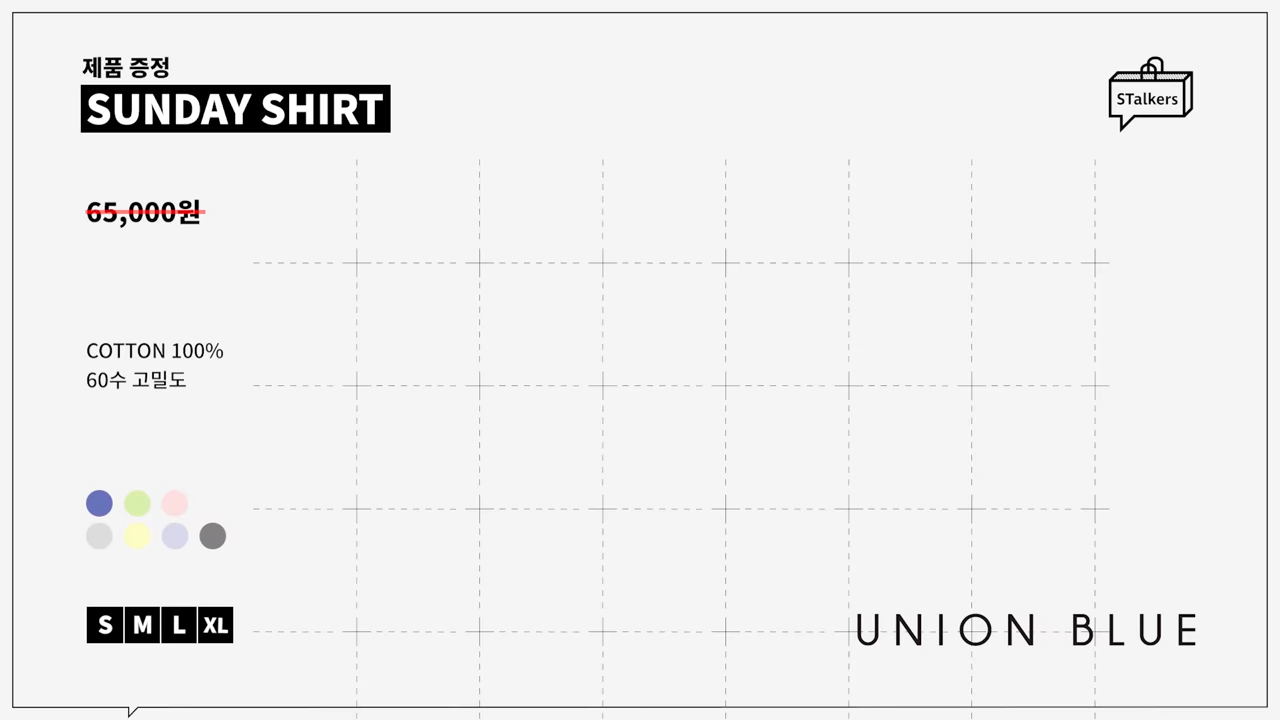 제품 증정
SUNDAY SHIRT
STalkers
65,000원
COTTON 100%
60수 고밀도
S M L XL
UNION BLUE